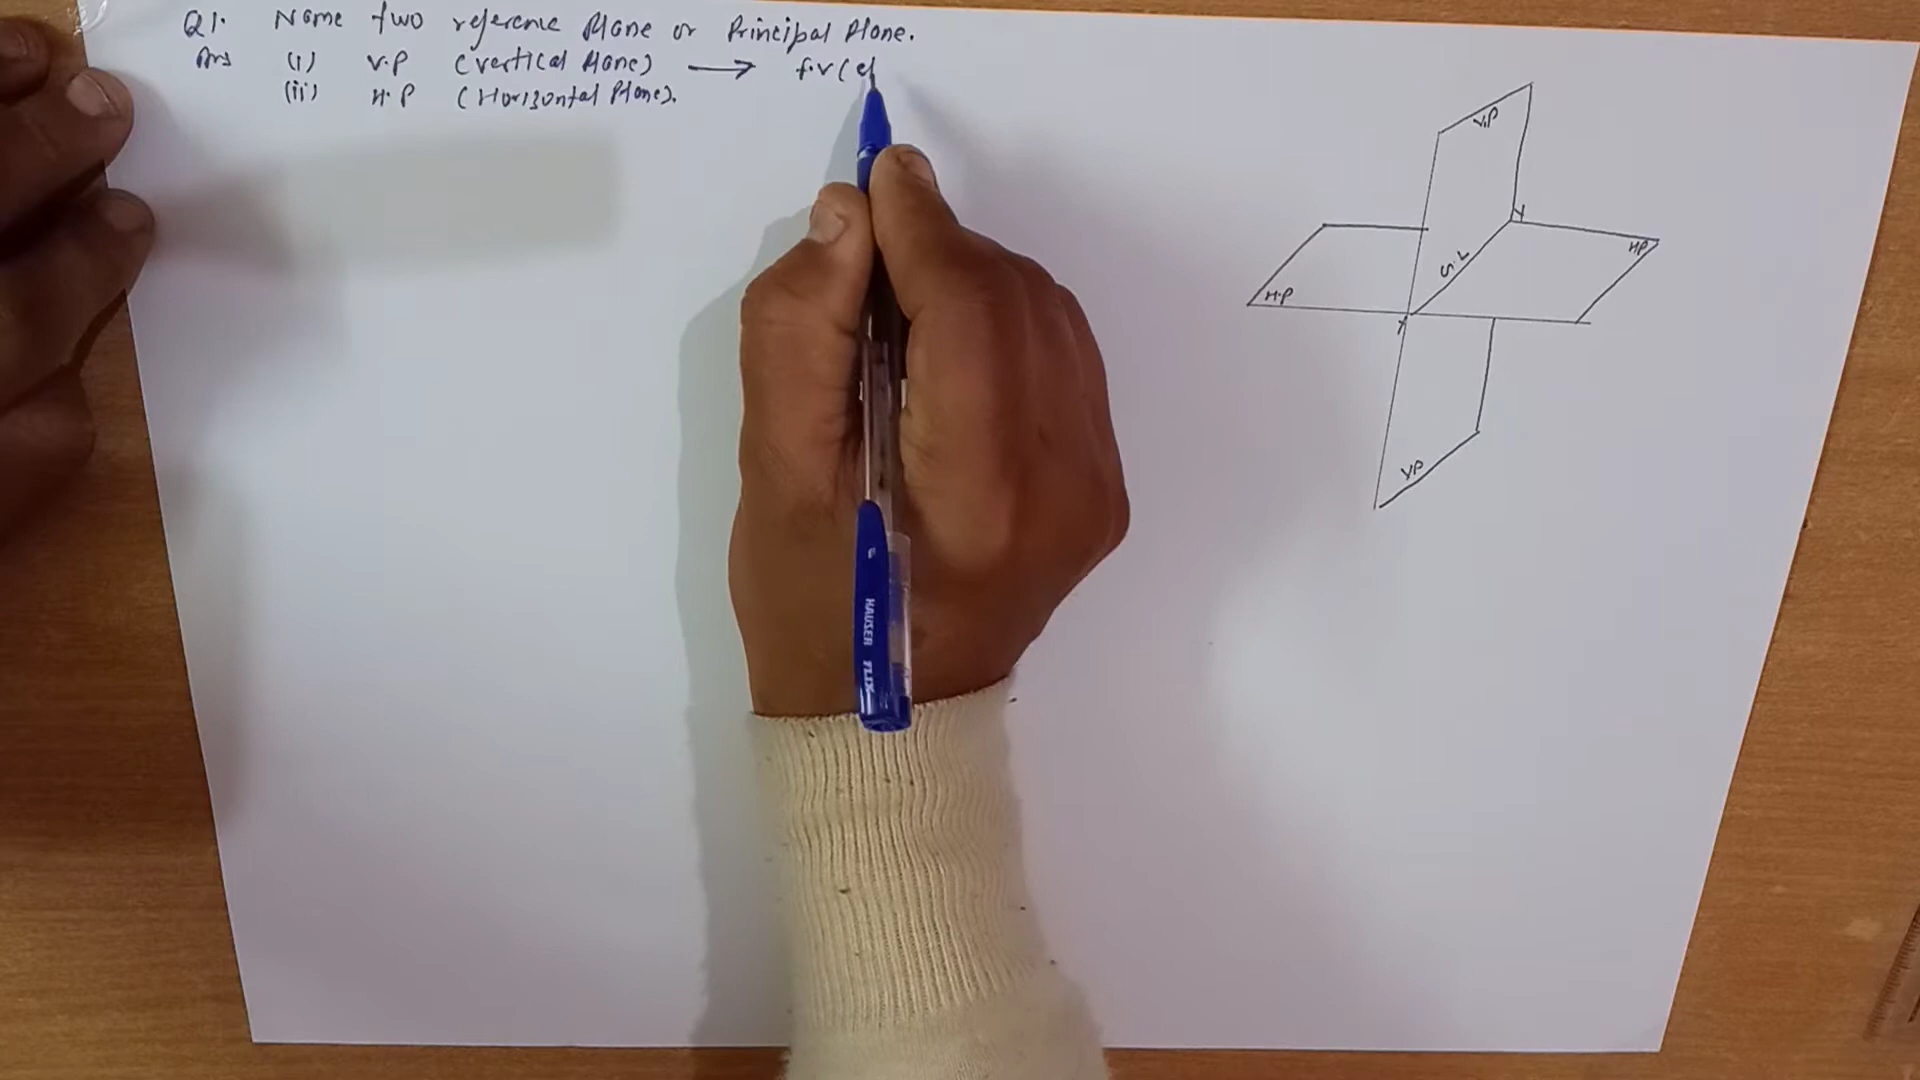 Q1. Name two reference Plane or Principal Plane.
Ans (i) V.P (Vertical Plane) → F.V (el
(ii) H.P (Horizontal Plane).
V.P
Y
H.P
S.L
H.P
X
V.P
HAUSER FLIX